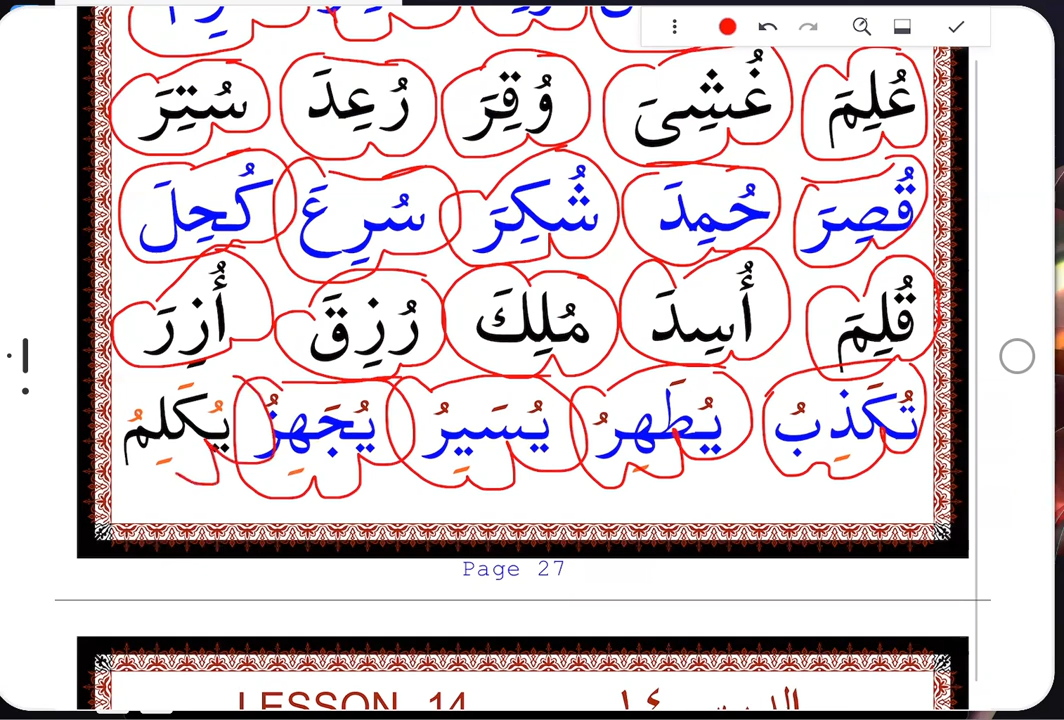 عُلِمَ غُشِىَ وُقِرَ رُعِدَ سُتِرَ
قُصِرَ حُمِدَ شُكِرَ سُرِعَ كُحِلَ
قُلِمَ أُسِدَ مُلِكَ رُزِقَ أُزِرَ
تُكَذِبُ يُطَهِرُ يُسَيِرُ يُجَهِزُ يُكَلِمُ
Page 27
LESSON 14